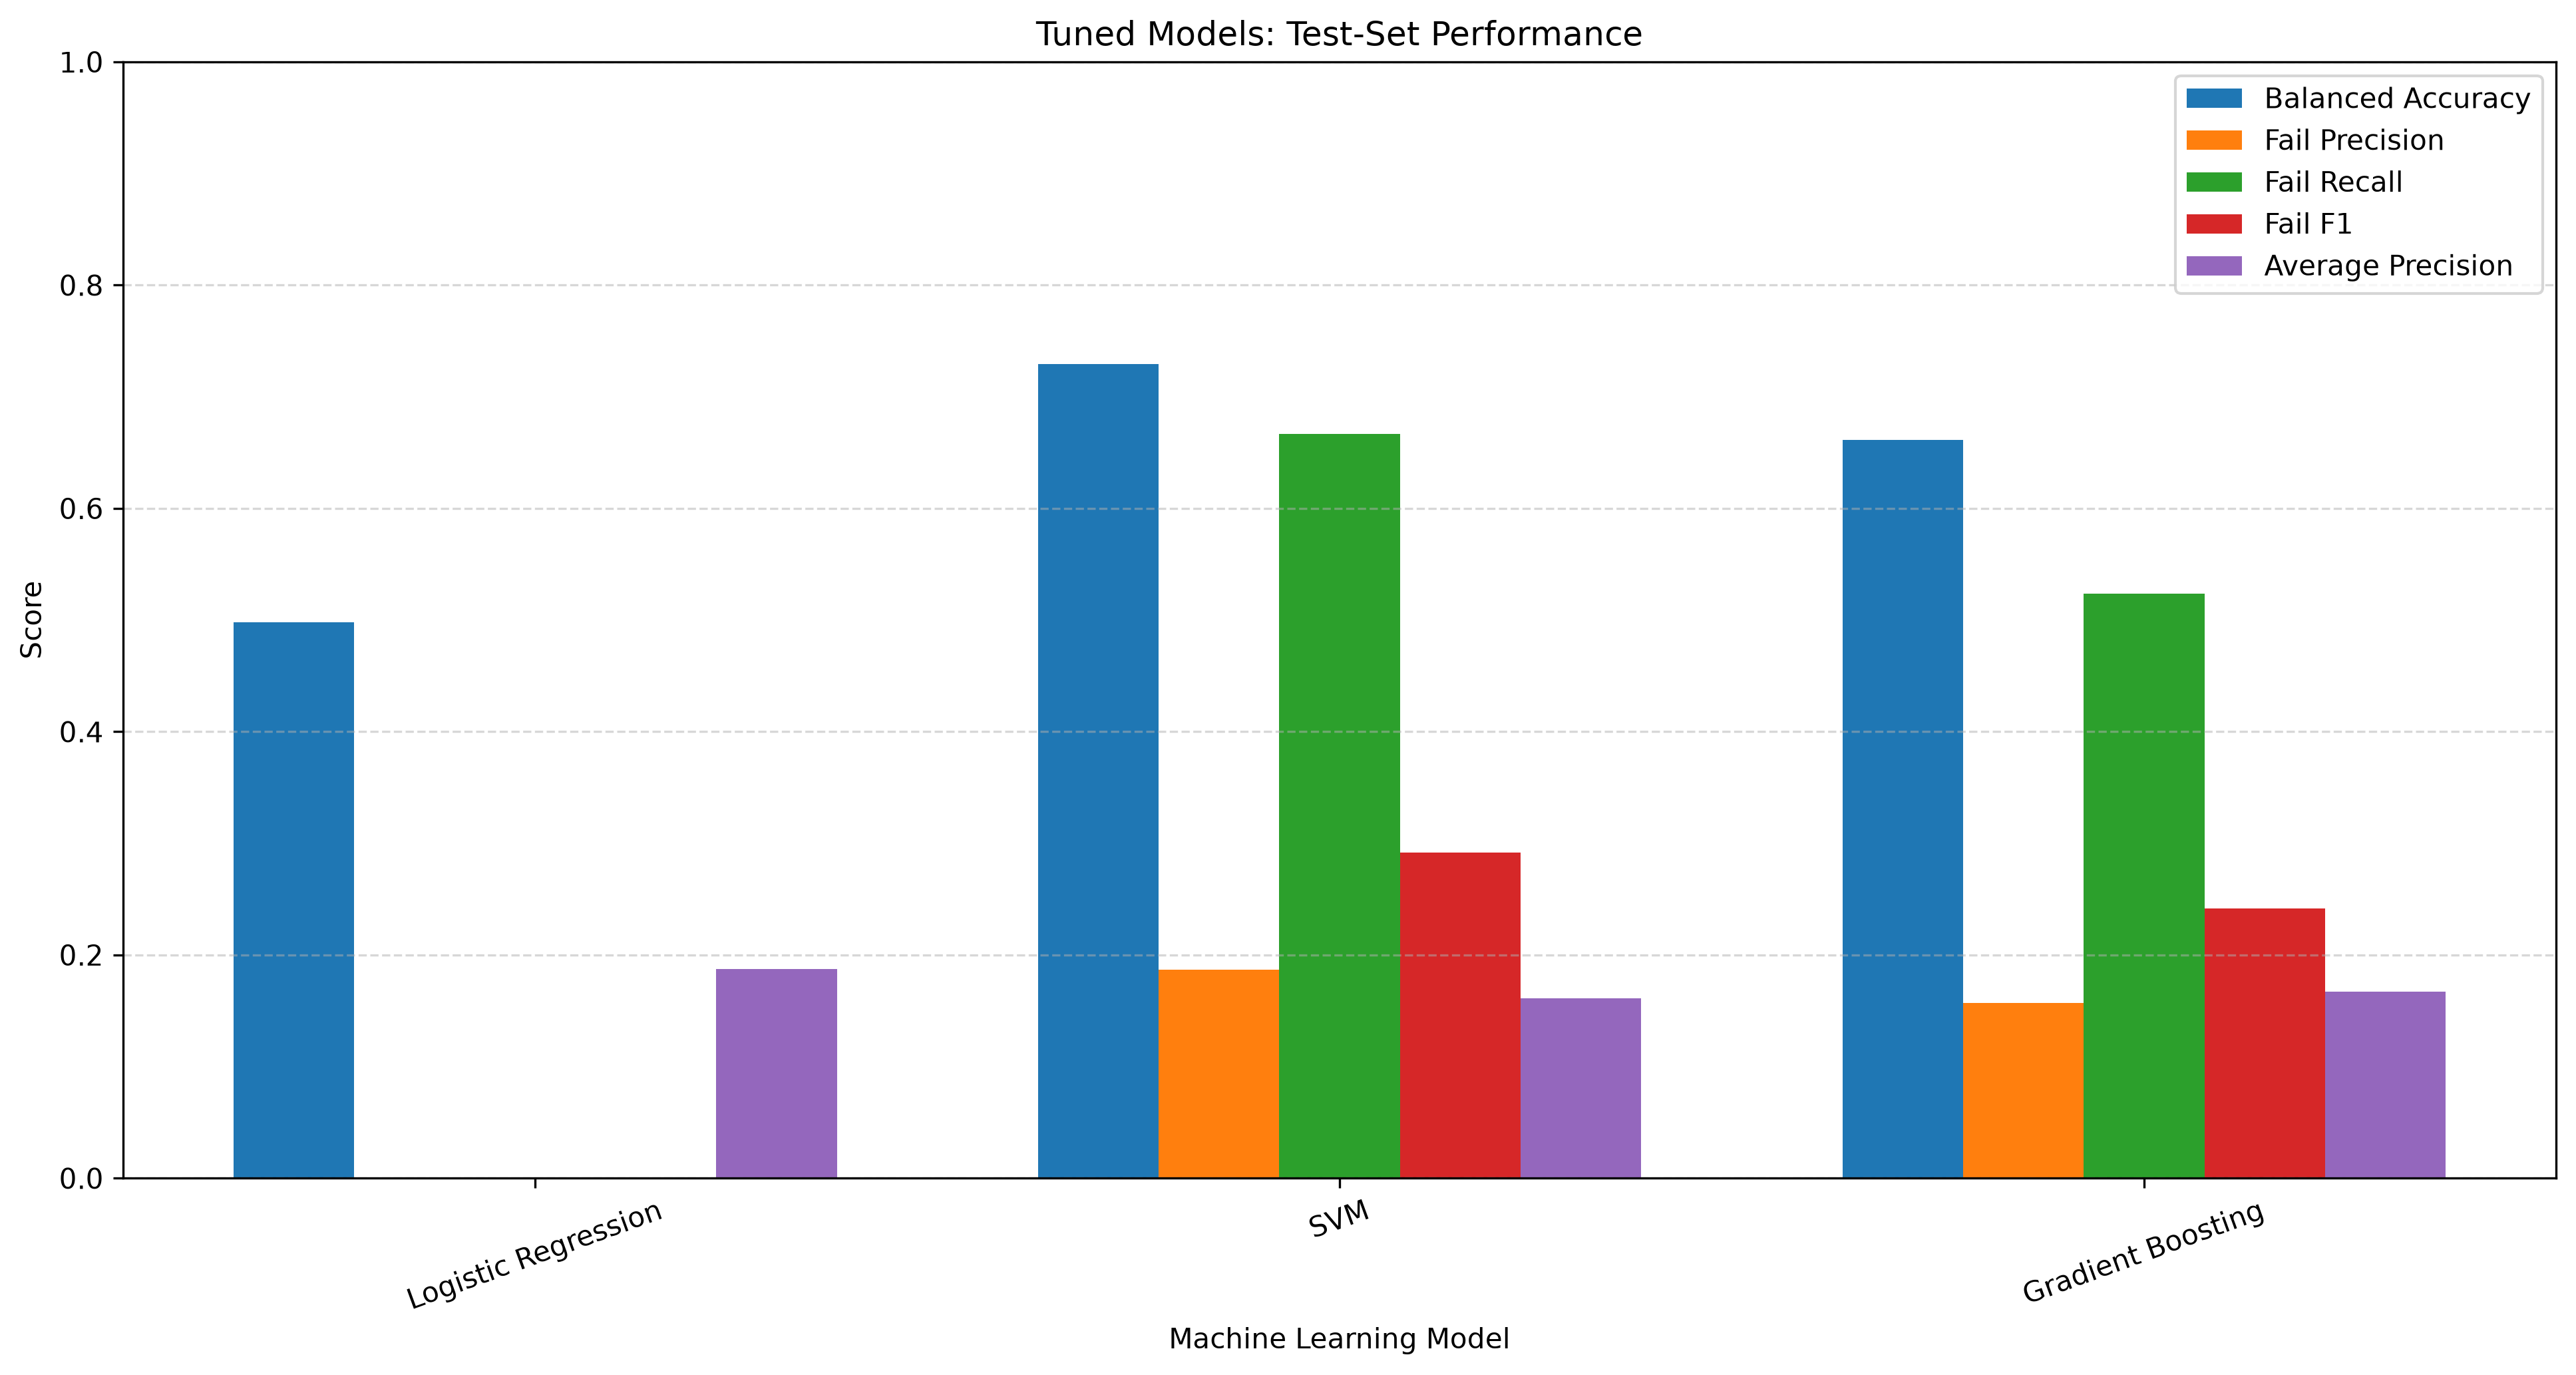 Tuned Models: Test-Set Performance
1.0
0.8
0.6
0.4
0.2
0.0
Score
Balanced Accuracy
Fail Precision
Fail Recall
Fail F1
Average Precision
Logistic Regression
SVM
Gradient Boosting
Machine Learning Model